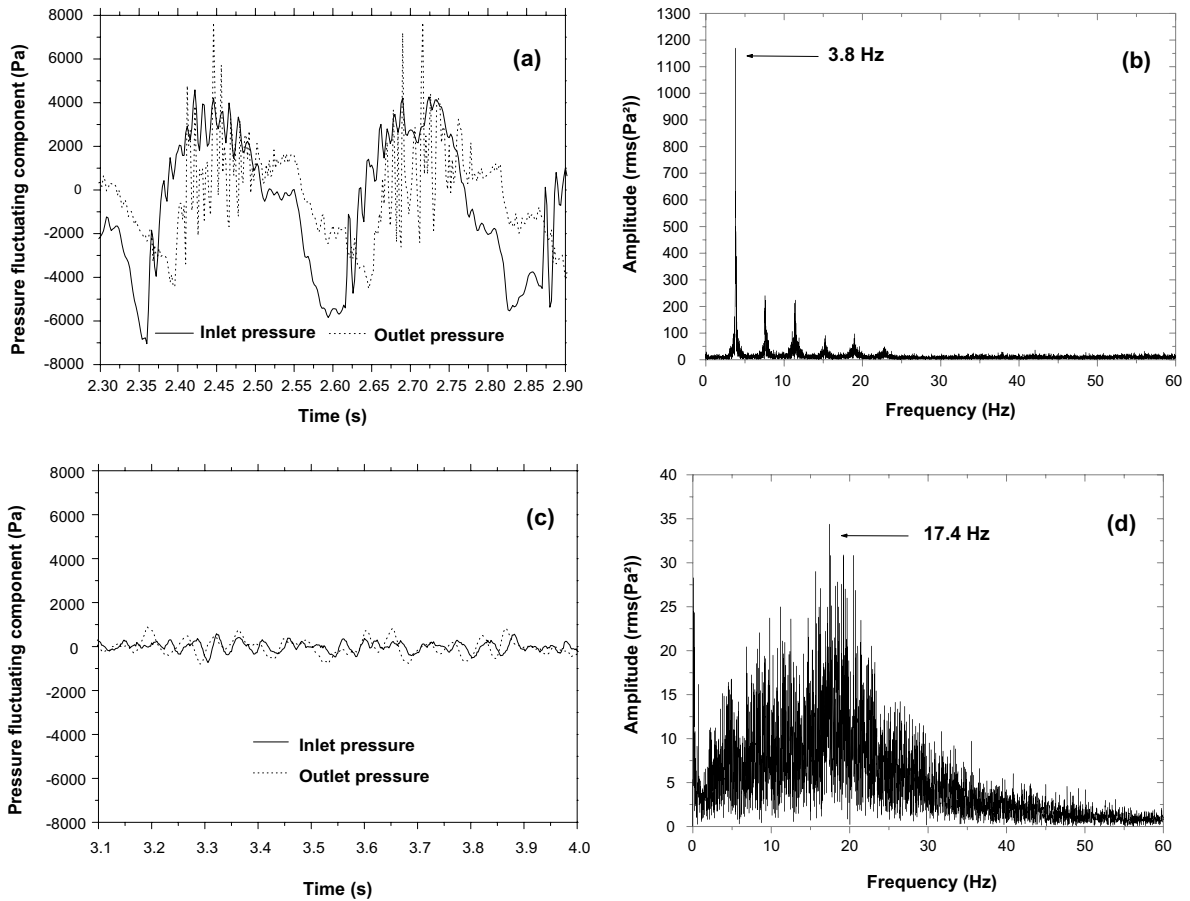 Pressure fluctuating component (Pa)
8000
6000
4000
2000
0
-2000
-4000
-6000
-8000
(a)
Inlet pressure
Outlet pressure
2.30 2.35 2.40 2.45 2.50 2.55 2.60 2.65 2.70 2.75 2.80 2.85 2.90
Time (s)
Amplitude (rms(Pa²))
1300
1200
1100
1000
900
800
700
600
500
400
300
200
100
0
3.8 Hz
(b)
0 10 20 30 40 50 60
Frequency (Hz)
Pressure fluctuating component (Pa)
8000
6000
4000
2000
0
-2000
-4000
-6000
-8000
(c)
Inlet pressure
Outlet pressure
3.1 3.2 3.3 3.4 3.5 3.6 3.7 3.8 3.9 4.0
Time (s)
Amplitude (rms(Pa²))
40
35
30
25
20
15
10
5
0
17.4 Hz
(d)
0 10 20 30 40 50 60
Frequency (Hz)